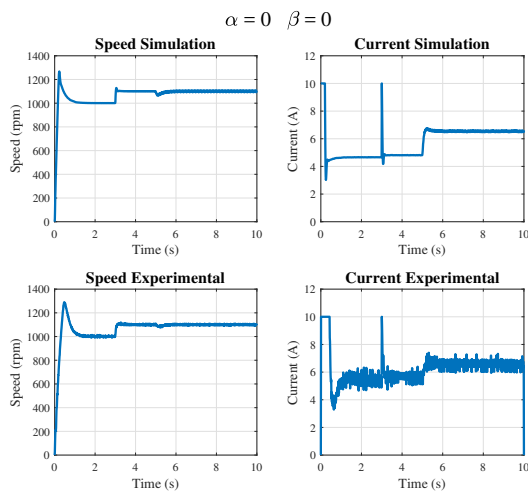 α = 0 β = 0
Speed Simulation
1400
1200
1000
800
600
400
200
0
Speed (rpm)
0 2 4 6 8 10
Time (s)
Current Simulation
12
10
8
6
4
2
0
Current (A)
0 2 4 6 8 10
Time (s)
Speed Experimental
1400
1200
1000
800
600
400
200
0
Speed (rpm)
0 2 4 6 8 10
Time (s)
Current Experimental
12
10
8
6
4
2
0
Current (A)
0 2 4 6 8 10
Time (s)